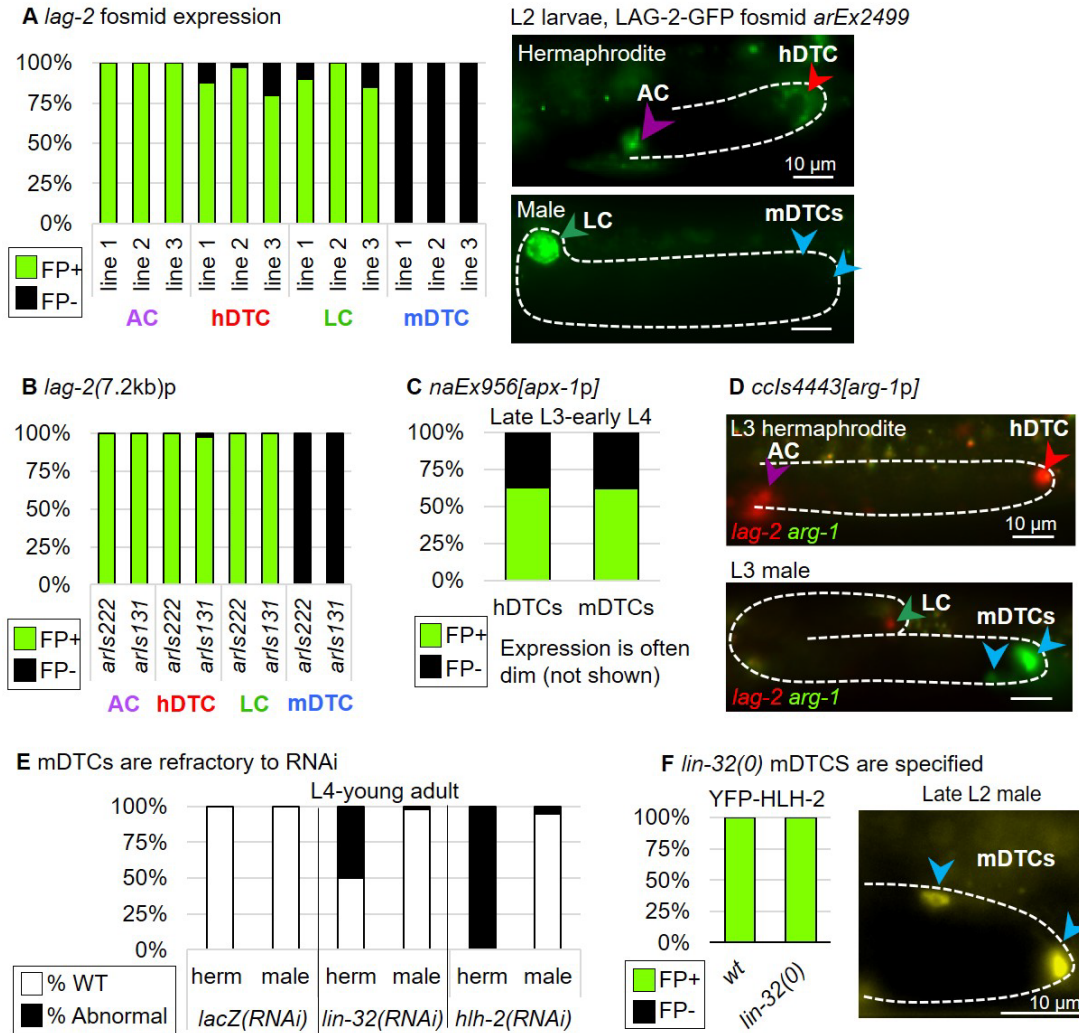 A lag-2 fosmid expression
100%
75%
50%
25%
0%
line 1
line 2
line 3
line 1
line 2
line 3
line 1
line 2
line 3
line 1
line 2
line 3
FP+
FP-
AC
hDTC
LC
mDTC
L2 larvae, LAG-2-GFP fosmid arEx2499
Hermaphrodite
hDTC
AC
10 µm
Male
LC
mDTCs
B lag-2(7.2kb)p
100%
75%
50%
25%
0%
arIs222
arIs131
arIs222
arIs131
arIs222
arIs131
arIs222
arIs131
FP+
FP-
AC
hDTC
LC
mDTC
C naEx956[apx-1p]
Late L3-early L4
100%
75%
50%
25%
0%
hDTCs
mDTCs
FP+
FP-
Expression is often
dim (not shown)
D ccIs4443[arg-1p]
L3 hermaphrodite
hDTC
AC
10 µm
lag-2 arg-1
L3 male
LC
mDTCs
lag-2 arg-1
E mDTCs are refractory to RNAi
L4-young adult
100%
75%
50%
25%
0%
herm
male
herm
male
herm
male
% WT
% Abnormal
lacZ(RNAi)
lin-32(RNAi)
hlh-2(RNAi)
F lin-32(0) mDTCS are specified
YFP-HLH-2
100%
75%
50%
25%
0%
wt
lin-32(0)
FP+
FP-
Late L2 male
mDTCs
10 µm